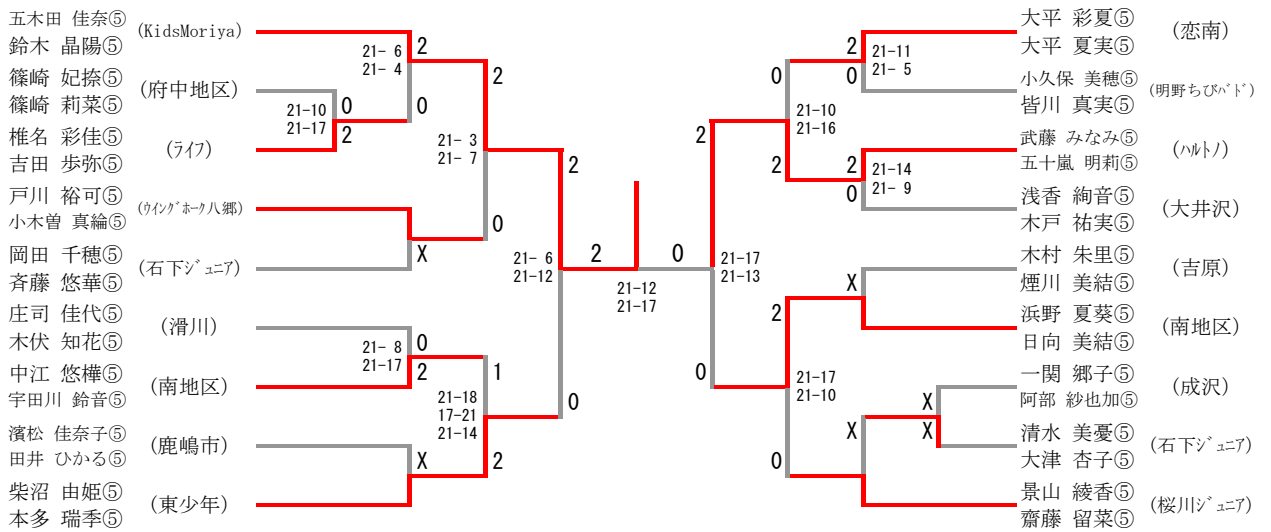 五木田 佳奈⑤
鈴木 晶陽⑤
(KidsMoriya)
篠崎 妃捺⑤
篠崎 莉菜⑤
(府中地区)
椎名 彩佳⑤
吉田 歩弥⑤
(ﾗｲﾌ)
戸川 裕可⑤
小木曽 真綸⑤
(ｳｲﾝｸﾞﾎｰｸ八郷)
岡田 千穂⑤
斉藤 悠華⑤
(石下ｼﾞｭﾆｱ)
庄司 佳代⑤
木伏 知花⑤
(滑川)
中江 悠樺⑤
宇田川 鈴音⑤
(南地区)
濱松 佳奈子⑤
田井 ひかる⑤
(鹿嶋市)
柴沼 由姫⑤
本多 瑞季⑤
(東少年)
21- 6
21- 4
2
0
21-10
21-17
0
2
21- 3
21- 7
2
0
X
21- 8
21-17
0
2
21-18
17-21
21-14
1
2
X
21- 6
21-12
2
0
2
0
21-12
21-17
21-17
21-13
2
0
21-10
21-16
0
2
21-11
21- 5
2
0
21-14
21- 9
2
0
21-17
21-10
2
0
X
X
X
X
大平 彩夏⑤
大平 夏実⑤
(恋南)
小久保 美穂⑤
皆川 真実⑤
(明野ちびﾊﾞﾄﾞ)
武藤 みなみ⑤
五十嵐 明莉⑤
(ﾊﾙﾄﾉ)
浅香 絢音⑤
木戸 祐実⑤
(大井沢)
木村 朱里⑤
煙川 美結⑤
(吉原)
浜野 夏葵⑤
日向 美結⑤
(南地区)
一関 郷子⑤
阿部 紗也加⑤
(成沢)
清水 美憂⑤
大津 杏子⑤
(石下ｼﾞｭﾆｱ)
景山 綾香⑤
齋藤 留菜⑤
(桜川ｼﾞｭﾆｱ)